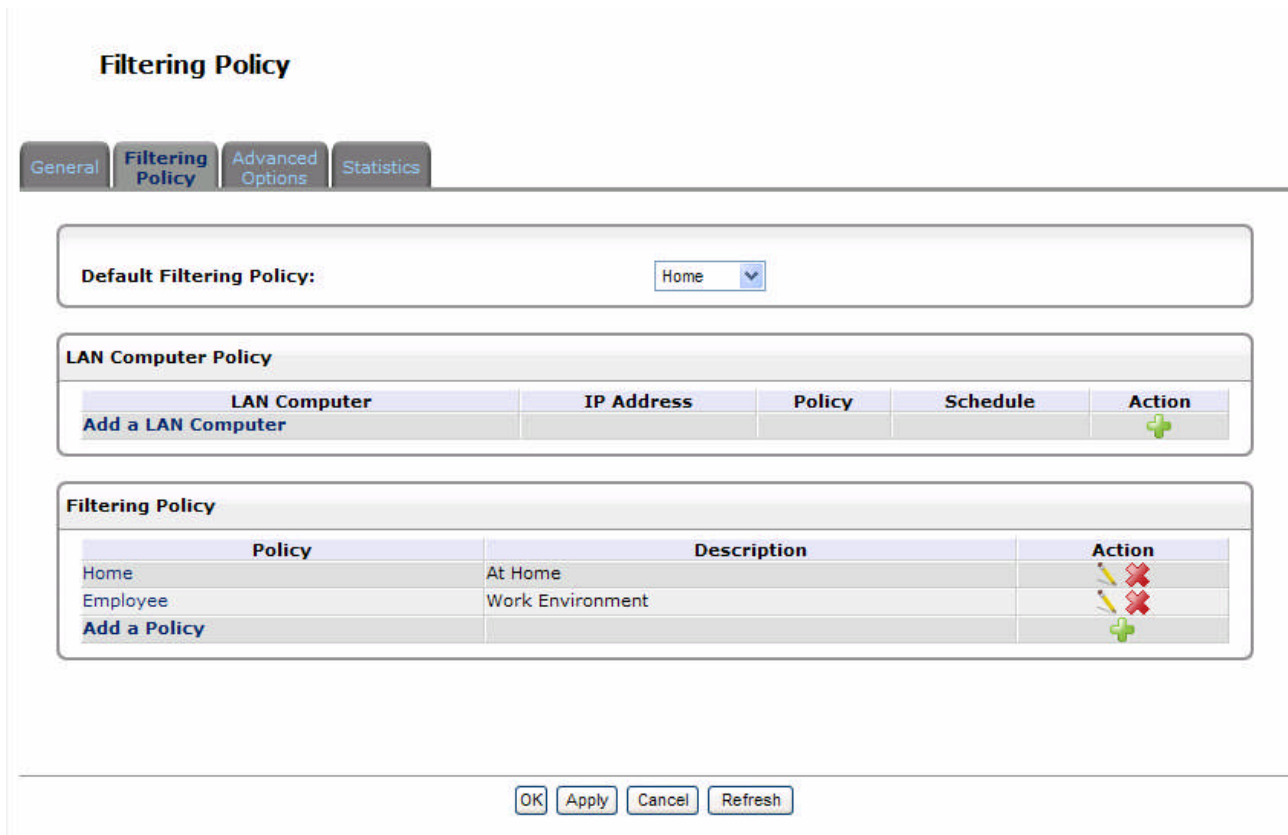 Filtering Policy
General
Filtering
Policy
Advanced
Options
Statistics
Default Filtering Policy: Home
LAN Computer Policy
LAN Computer IP Address Policy Schedule Action
Add a LAN Computer
Filtering Policy
Policy Description Action
Home At Home
Employee Work Environment
Add a Policy
OK Apply Cancel Refresh